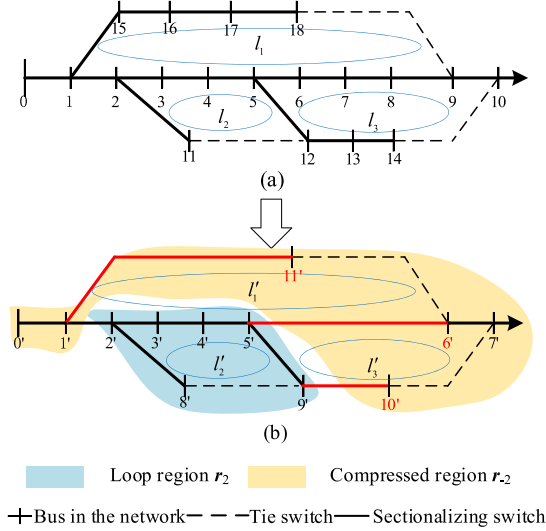 15 16 17 18
l₁
0 1 2 3 4 5 6 7 8 9 10
l₂ l₃
11 12 13 14
(a)
11'
l'₁
0' 1' 2' 3' 4' 5' 6' 7'
l'₂ l'₃
8' 9' 10'
(b)
Loop region r₂ Compressed region r₋₂
Bus in the network Tie switch Sectionalizing switch